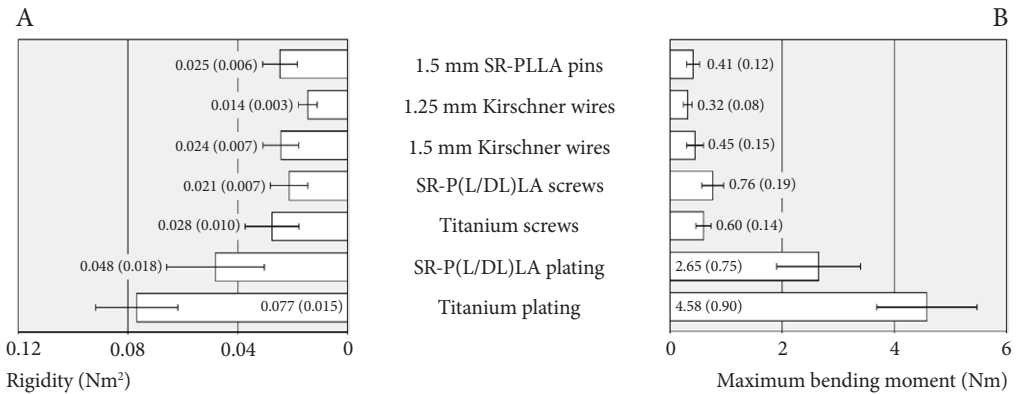 A B
0.025 (0.006) 1.5 mm SR-PLLA pins 0.41 (0.12)
0.014 (0.003) 1.25 mm Kirschner wires 0.32 (0.08)
0.024 (0.007) 1.5 mm Kirschner wires 0.45 (0.15)
0.021 (0.007) SR-P(L/DL)LA screws 0.76 (0.19)
0.028 (0.010) Titanium screws 0.60 (0.14)
0.048 (0.018) SR-P(L/DL)LA plating 2.65 (0.75)
0.077 (0.015) Titanium plating 4.58 (0.90)
0.12 0.08 0.04 0 0 2 4 6
Rigidity (Nm²) Maximum bending moment (Nm)